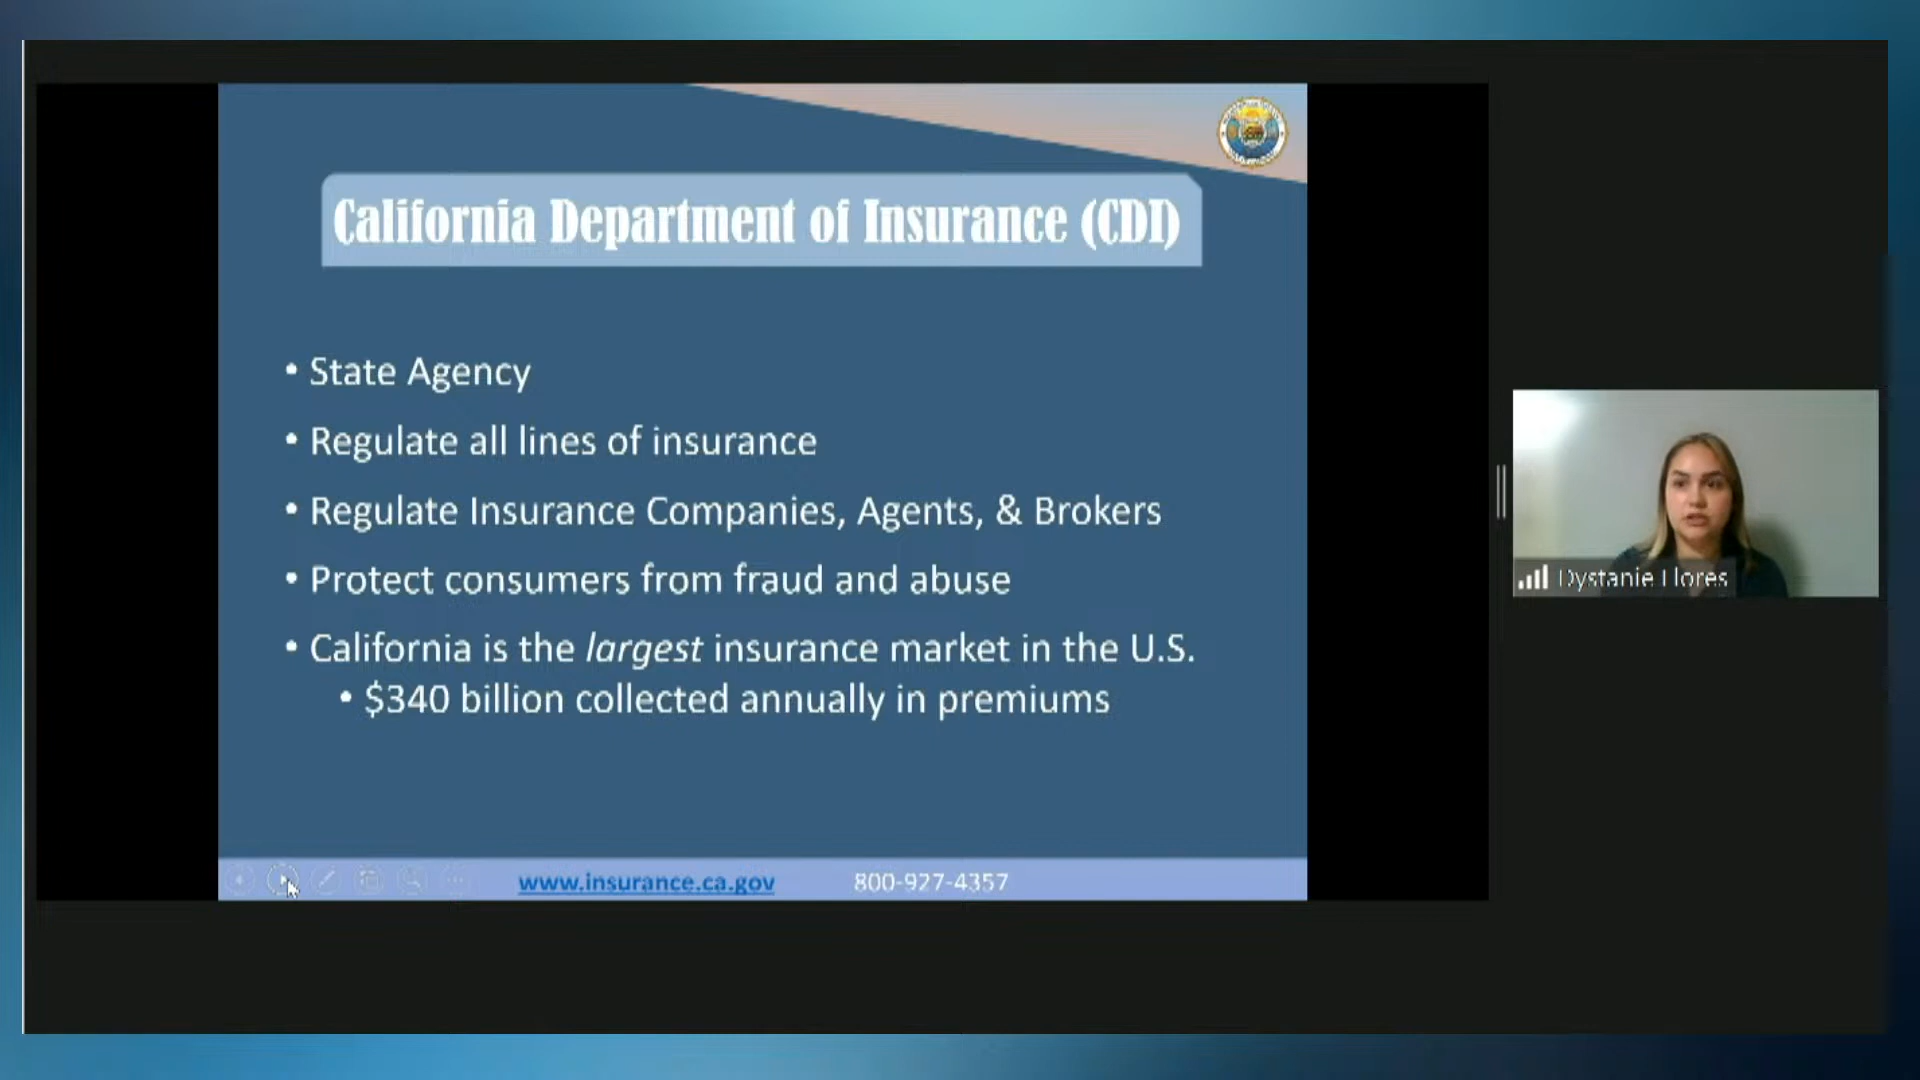 California Department of Insurance (CDI)
• State Agency
• Regulate all lines of insurance
• Regulate Insurance Companies, Agents, & Brokers
• Protect consumers from fraud and abuse
• California is the largest insurance market in the U.S.
• $340 billion collected annually in premiums
www.insurance.ca.gov 800-927-4357
Dystanie Flores